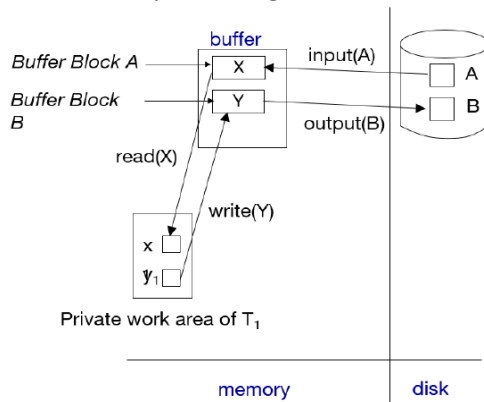 buffer
Buffer Block A
X
input(A)
A
Buffer Block
B
Y
output(B)
B
read(X)
write(Y)
x
y₁
Private work area of T₁
memory
disk